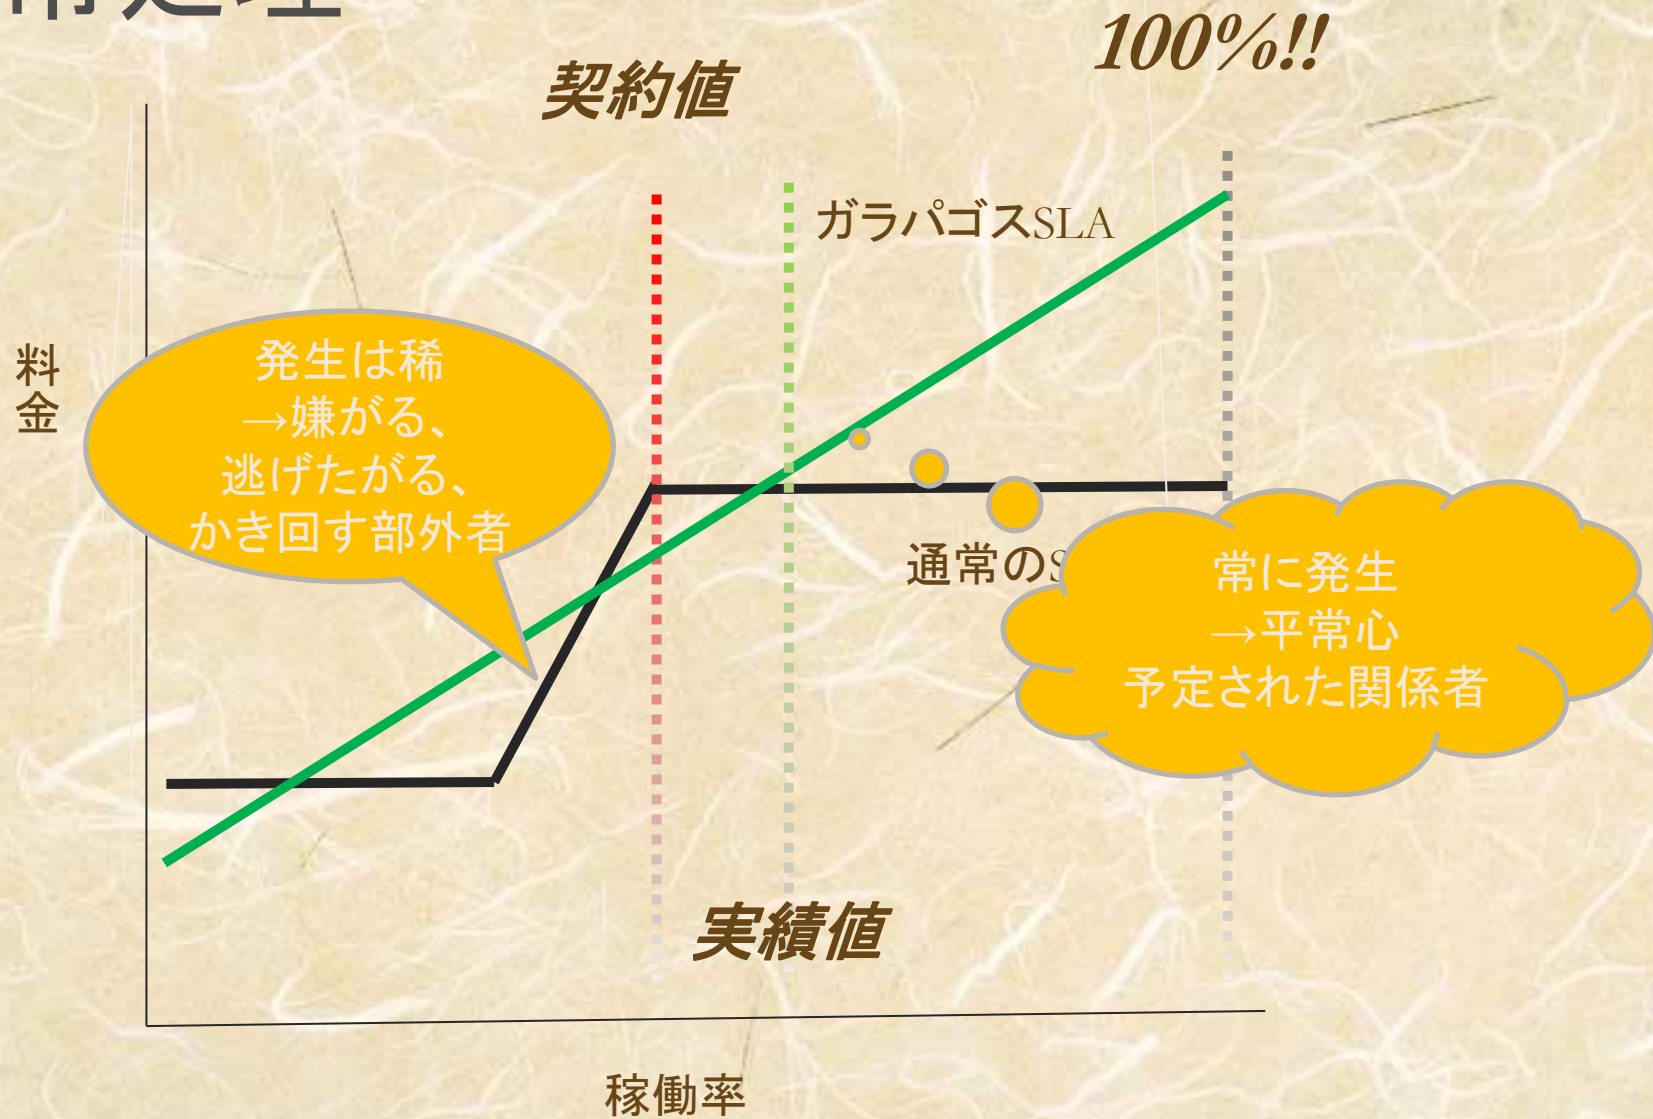 常処理
100%!!
契約値
ガラパゴスSLA
料
金
発生は稀
→嫌がる、
逃げたがる、
かき回す部外者
通常の
常に発生
→平常心
予定された関係者
実績値
稼働率